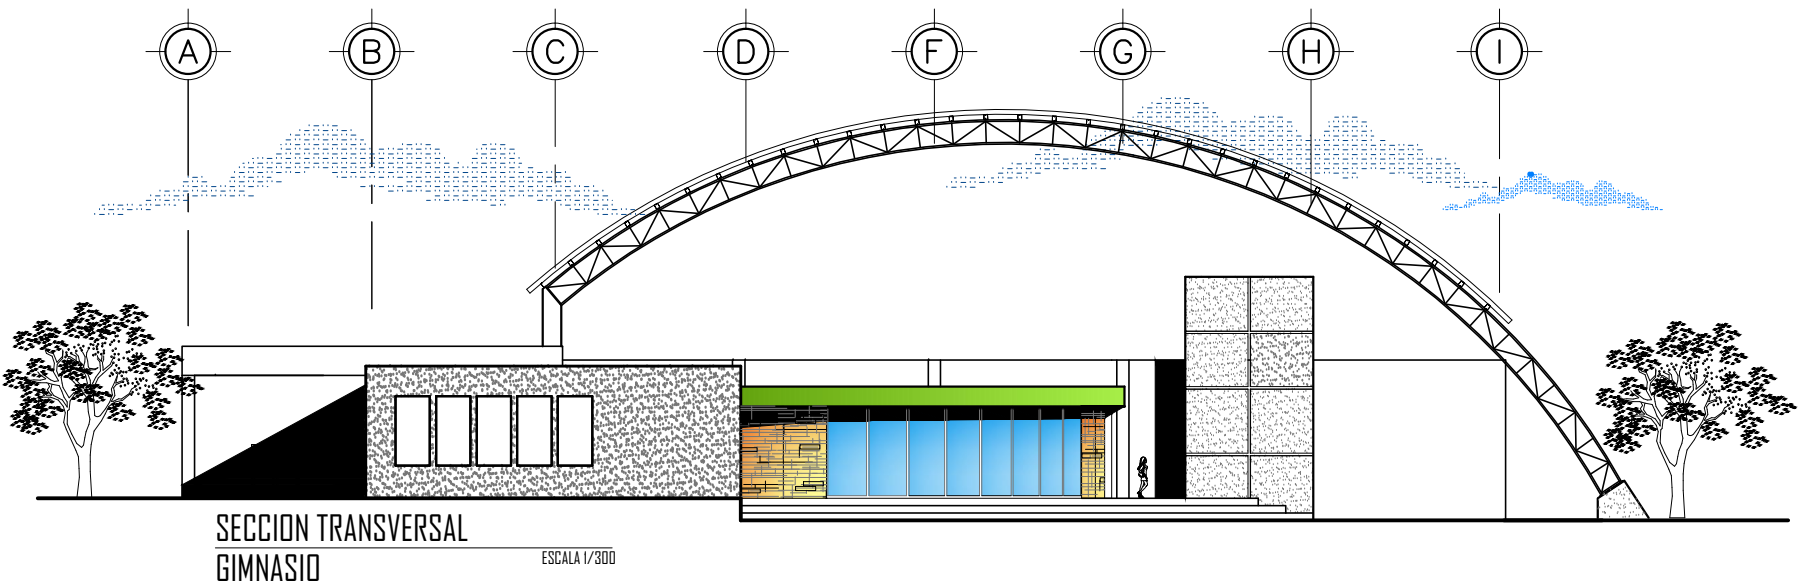 A B C D F G H I
SECCION TRANSVERSAL
GIMNASIO
ESCALA 1/300